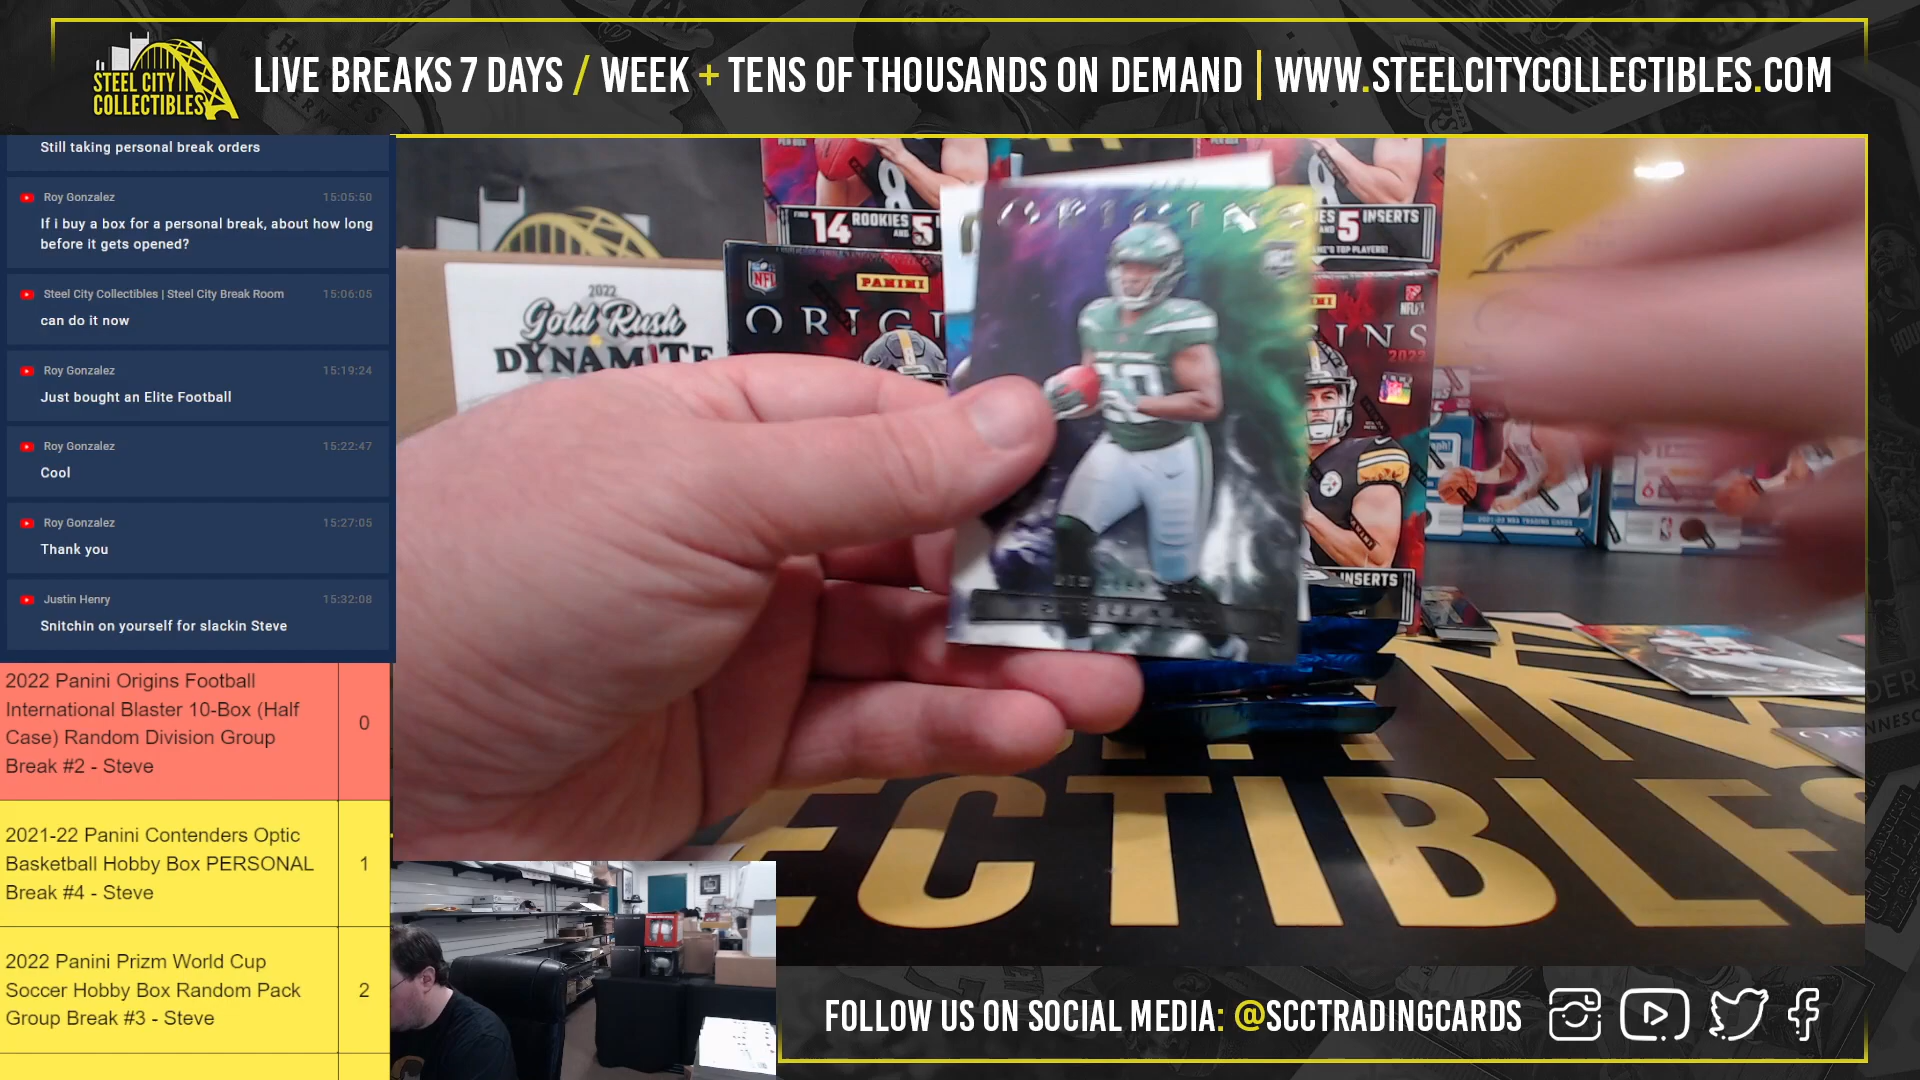 STEEL CITY
COLLECTIBLES
LIVE BREAKS 7 DAYS / WEEK + TENS OF THOUSANDS ON DEMAND | WWW.STEELCITYCOLLECTIBLES.COM
Still taking personal break orders
Roy Gonzalez 15:05:50
If i buy a box for a personal break, about how long
before it gets opened?
Steel City Collectibles | Steel City Break Room 15:06:05
can do it now
Roy Gonzalez 15:19:24
Just bought an Elite Football
Roy Gonzalez 15:22:47
Cool
Roy Gonzalez 15:27:05
Thank you
Justin Henry 15:32:08
Snitchin on yourself for slackin Steve
2022 Panini Origins Football
International Blaster 10-Box (Half
Case) Random Division Group
Break #2 - Steve
0
2021-22 Panini Contenders Optic
Basketball Hobby Box PERSONAL
Break #4 - Steve
1
2022 Panini Prizm World Cup
Soccer Hobby Box Random Pack
Group Break #3 - Steve
2
2022
Gold Rush
DYNAMITE
14 ROOKIES
AND 5
5 INSERTS
NFL
PANINI
ORIGI
INS
2022
INSERTS
ORIGINS
ECTIBLES
FOLLOW US ON SOCIAL MEDIA: @SCCTRADINGCARDS